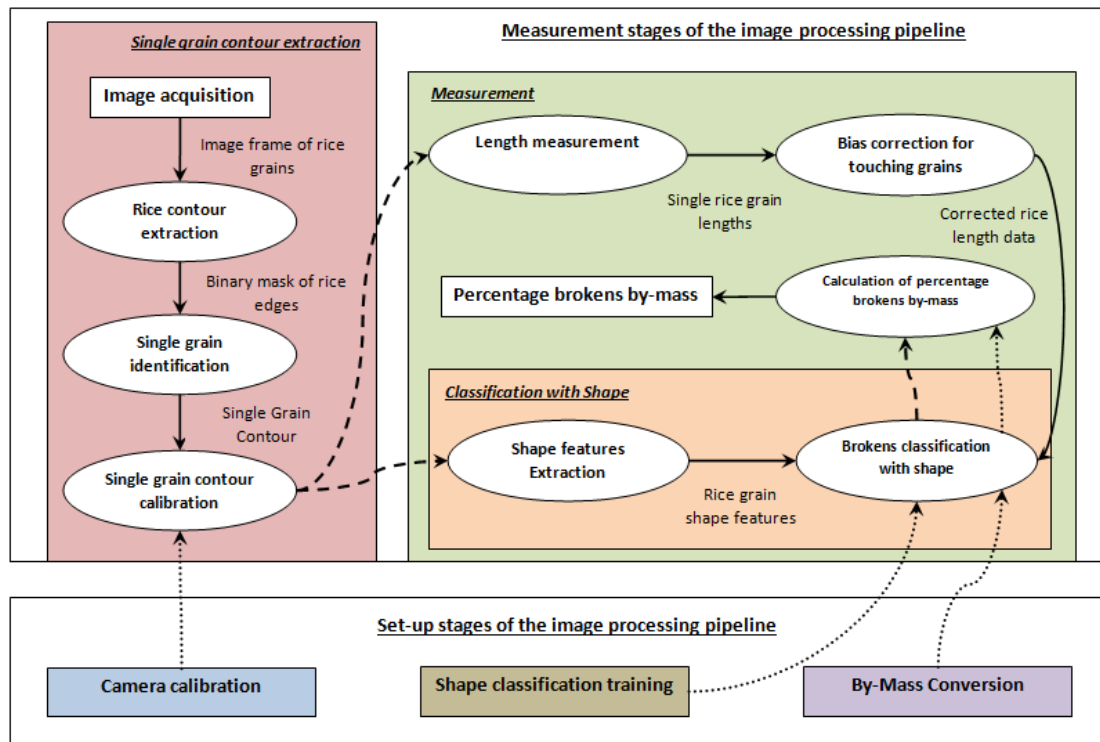 Measurement stages of the image processing pipeline
Single grain contour extraction
Image acquisition
Image frame of rice
grains
Rice contour
extraction
Binary mask of rice
edges
Single grain
identification
Single Grain
Contour
Single grain contour
calibration
Measurement
Length measurement
Single rice grain
lengths
Bias correction for
touching grains
Corrected rice
length data
Calculation of percentage
brokens by-mass
Percentage brokens by-mass
Classification with Shape
Shape features
Extraction
Rice grain
shape features
Brokens classification
with shape
Set-up stages of the image processing pipeline
Camera calibration
Shape classification training
By-Mass Conversion